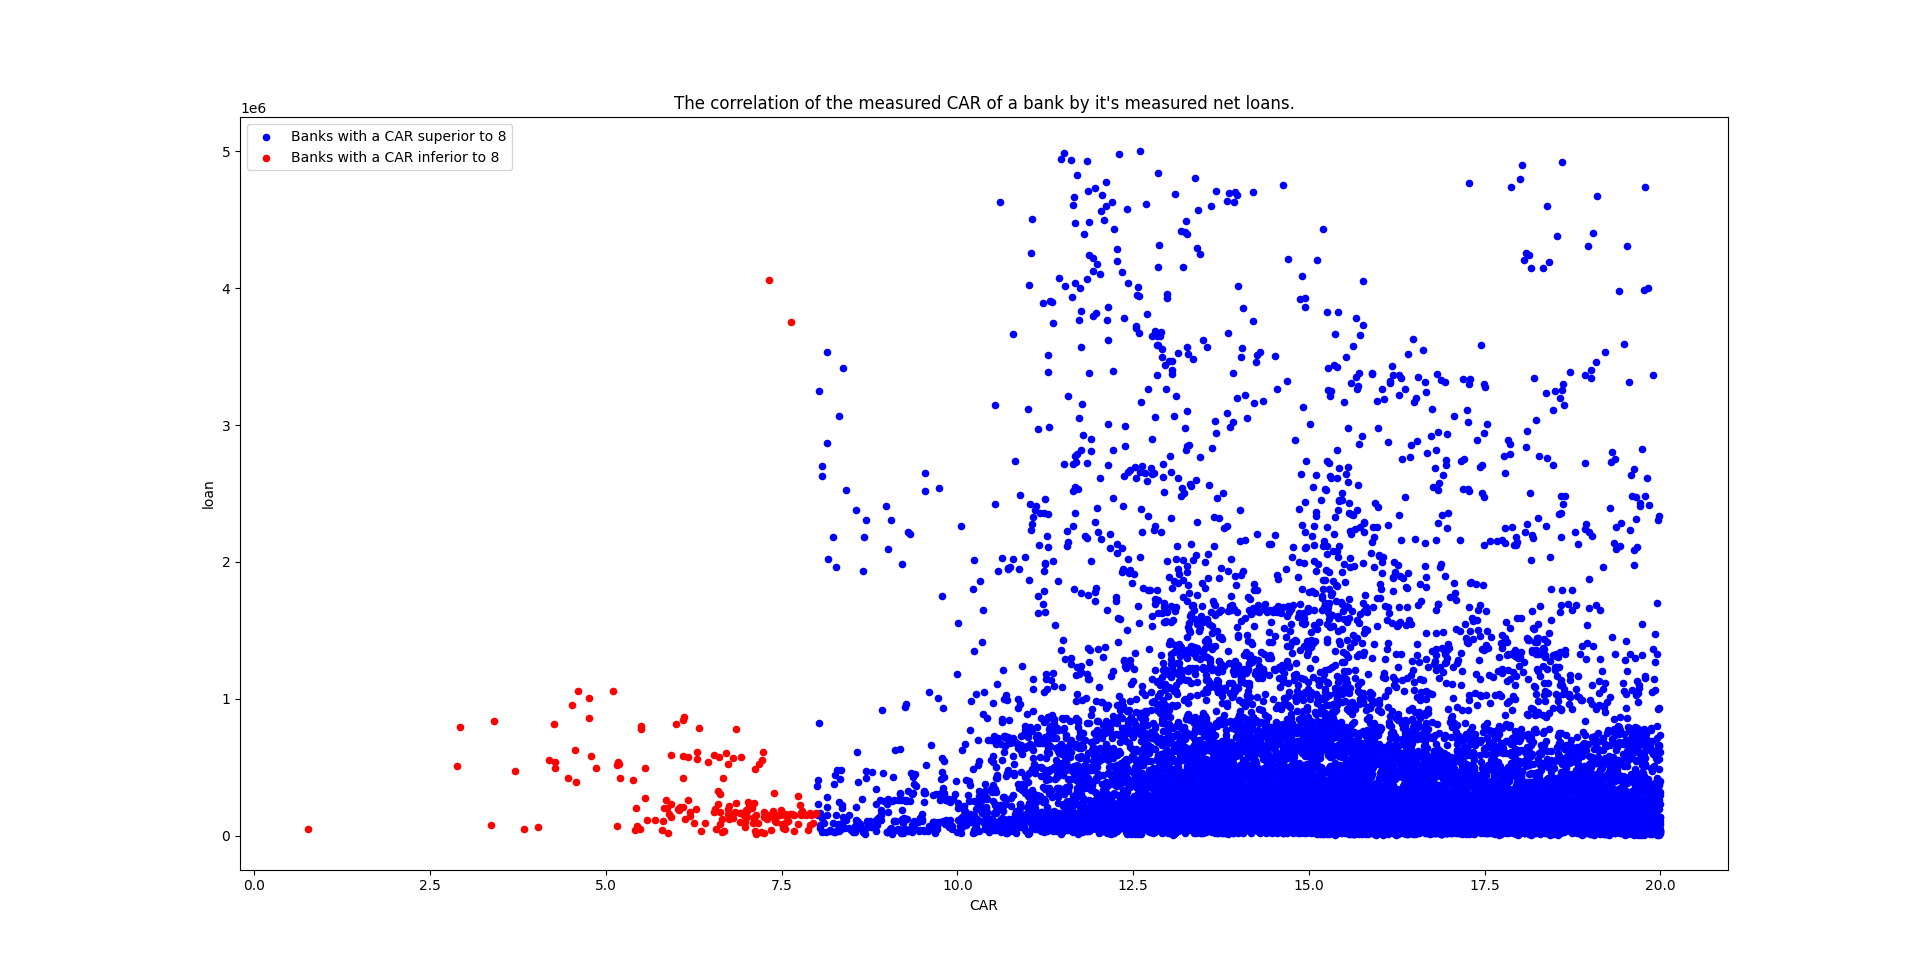 The correlation of the measured CAR of a bank by it's measured net loans.
1e6
Banks with a CAR superior to 8
Banks with a CAR inferior to 8
5
4
3
2
1
0
loan
0.0 2.5 5.0 7.5 10.0 12.5 15.0 17.5 20.0
CAR